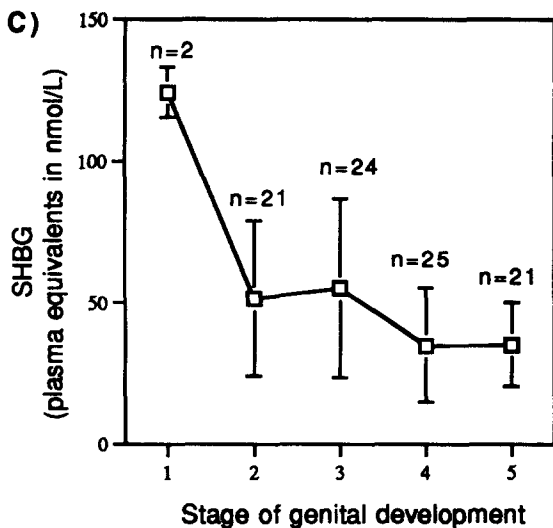 C)
150
100
50
0
SHBG
(plasma equivalents in nmol/L)
n=2
n=21
n=24
n=25
n=21
1 2 3 4 5
Stage of genital development